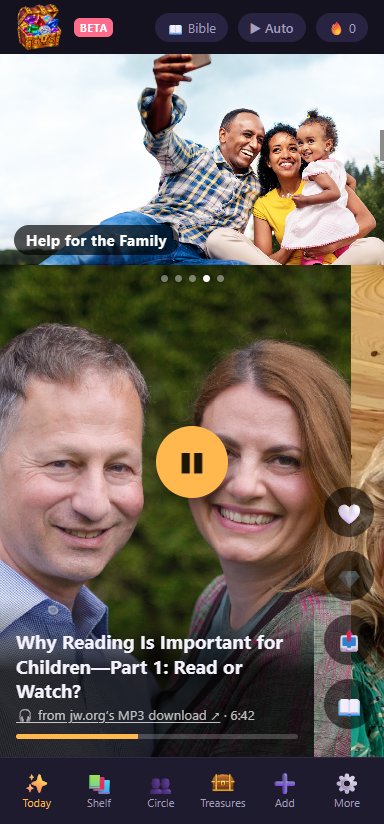 BETA
Bible
Auto
0
Help for the Family
Why Reading Is Important for
Children—Part 1: Read or
Watch?
from jw.org’s MP3 download ↗ · 6:42
Today
Shelf
Circle
Treasures
Add
More